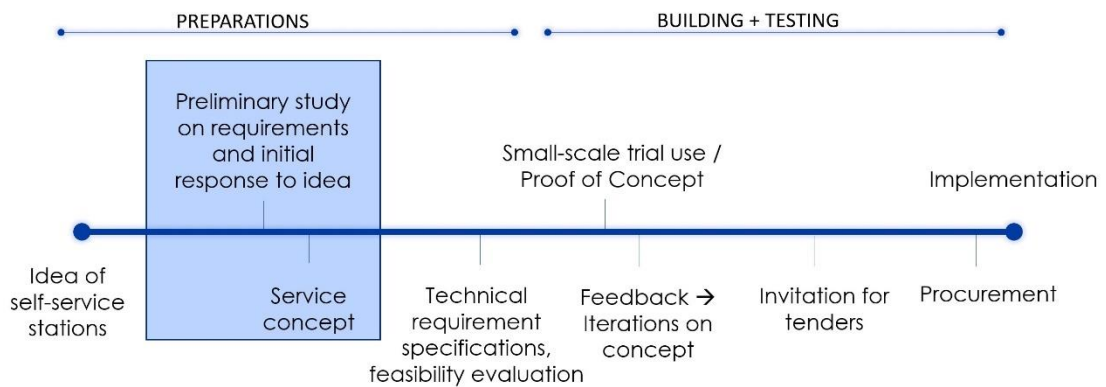 PREPARATIONS
BUILDING + TESTING
Preliminary study
on requirements
and initial
response to idea
Small-scale trial use /
Proof of Concept
Implementation
Idea of
self-service
stations
Service
concept
Technical
requirement
specifications,
feasibility evaluation
Feedback →
Iterations on
concept
Invitation for
tenders
Procurement